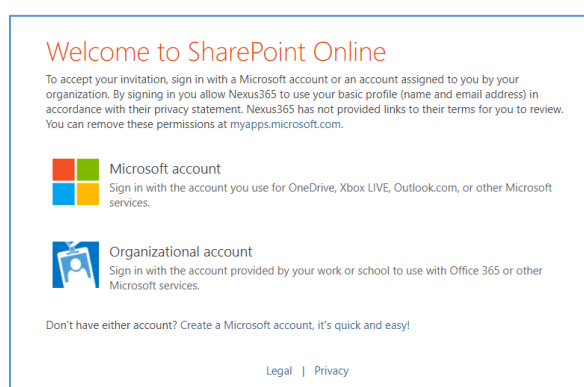 Welcome to SharePoint Online
To accept your invitation, sign in with a Microsoft account or an account assigned to you by your
organization. By signing in you allow Nexus365 to use your basic profile (name and email address) in
accordance with their privacy statement. Nexus365 has not provided links to their terms for you to review.
You can remove these permissions at myapps.microsoft.com.
Microsoft account
Sign in with the account you use for OneDrive, Xbox LIVE, Outlook.com, or other Microsoft
services.
Organizational account
Sign in with the account provided by your work or school to use with Office 365 or other
Microsoft services.
Don't have either account? Create a Microsoft account, it's quick and easy!
Legal | Privacy